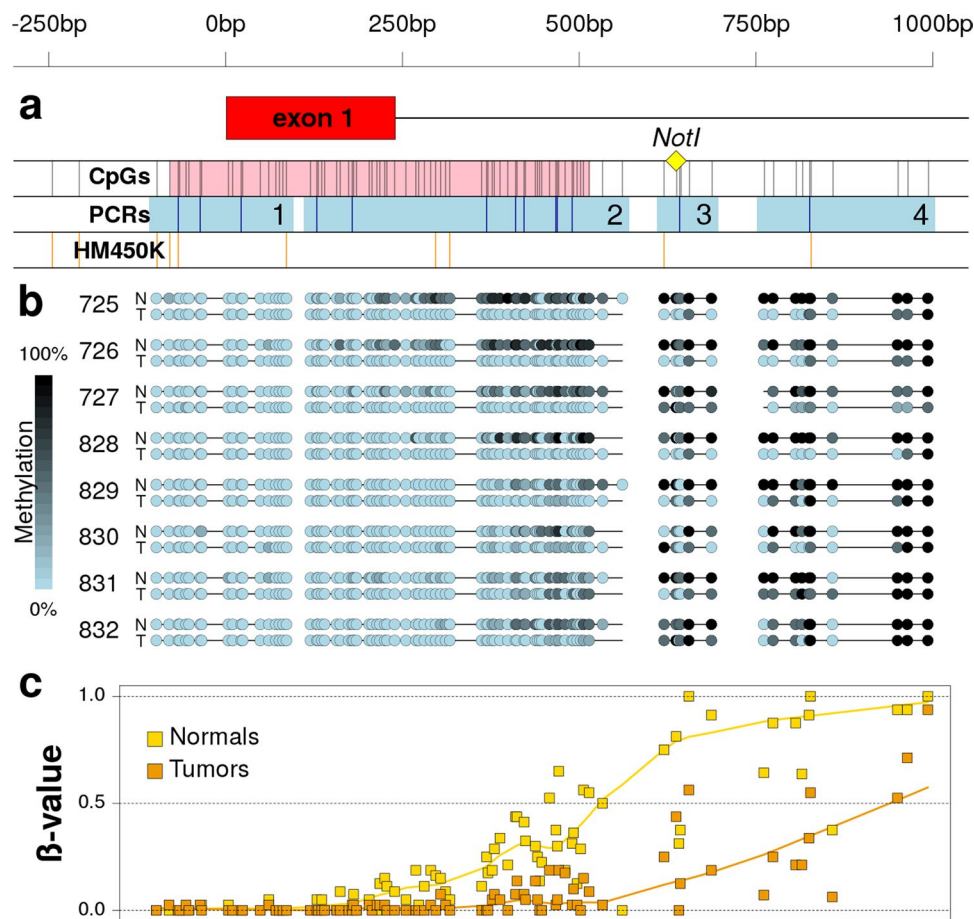 -250bp 0bp 250bp 500bp 750bp 1000bp
a
exon 1
NotI
CpGs
PCRs 1 2 3 4
HM450K
b
725 N
T
726 N
T
727 N
T
828 N
T
829 N
T
830 N
T
831 N
T
832 N
T
100%
Methylation
0%
c
1.0
0.5
0.0
ß-value
Normals
Tumors